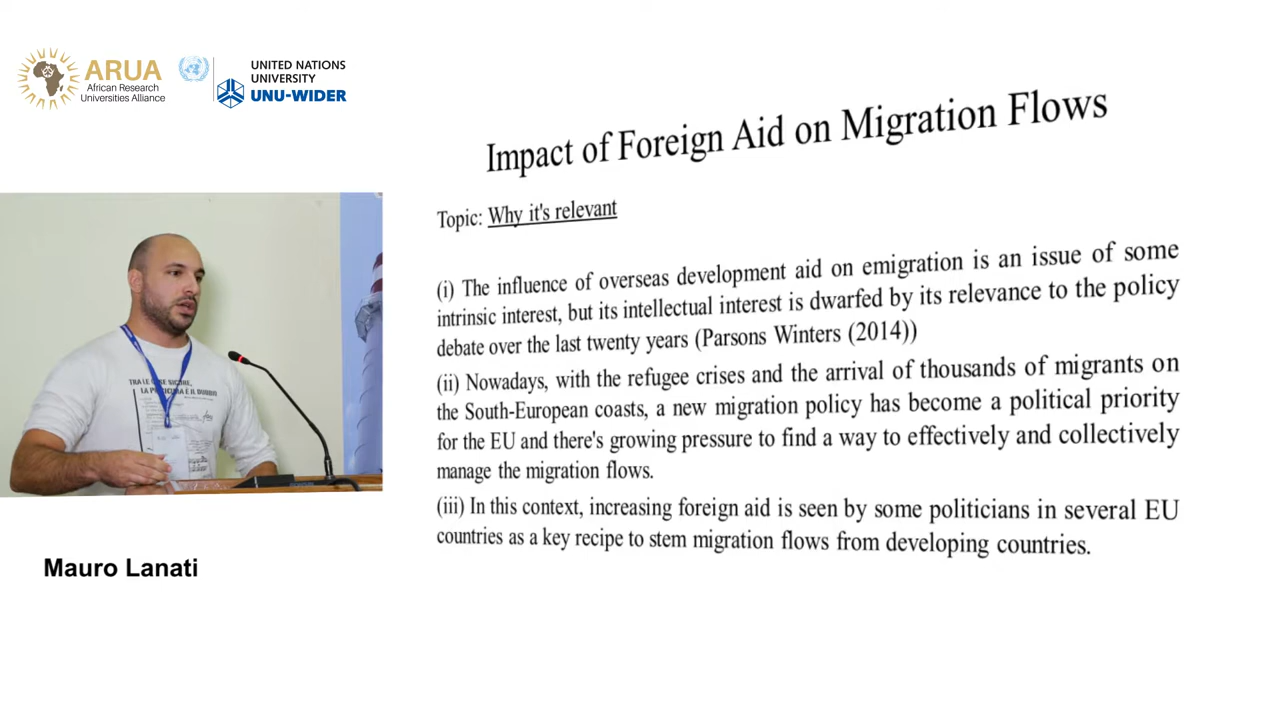 ARUA
African Research
Universities Alliance
UNITED NATIONS
UNIVERSITY
UNU-WIDER
Impact of Foreign Aid on Migration Flows
Topic: Why it's relevant
(i) The influence of overseas development aid on emigration is an issue of some
intrinsic interest, but its intellectual interest is dwarfed by its relevance to the policy
debate over the last twenty years (Parsons Winters (2014))
(ii) Nowadays, with the refugee crises and the arrival of thousands of migrants on
the South-European coasts, a new migration policy has become a political priority
for the EU and there's growing pressure to find a way to effectively and collectively
manage the migration flows.
(iii) In this context, increasing foreign aid is seen by some politicians in several EU
countries as a key recipe to stem migration flows from developing countries.
TRA LE
SICURE,
LA
È IL DUBBIO
Mauro Lanati